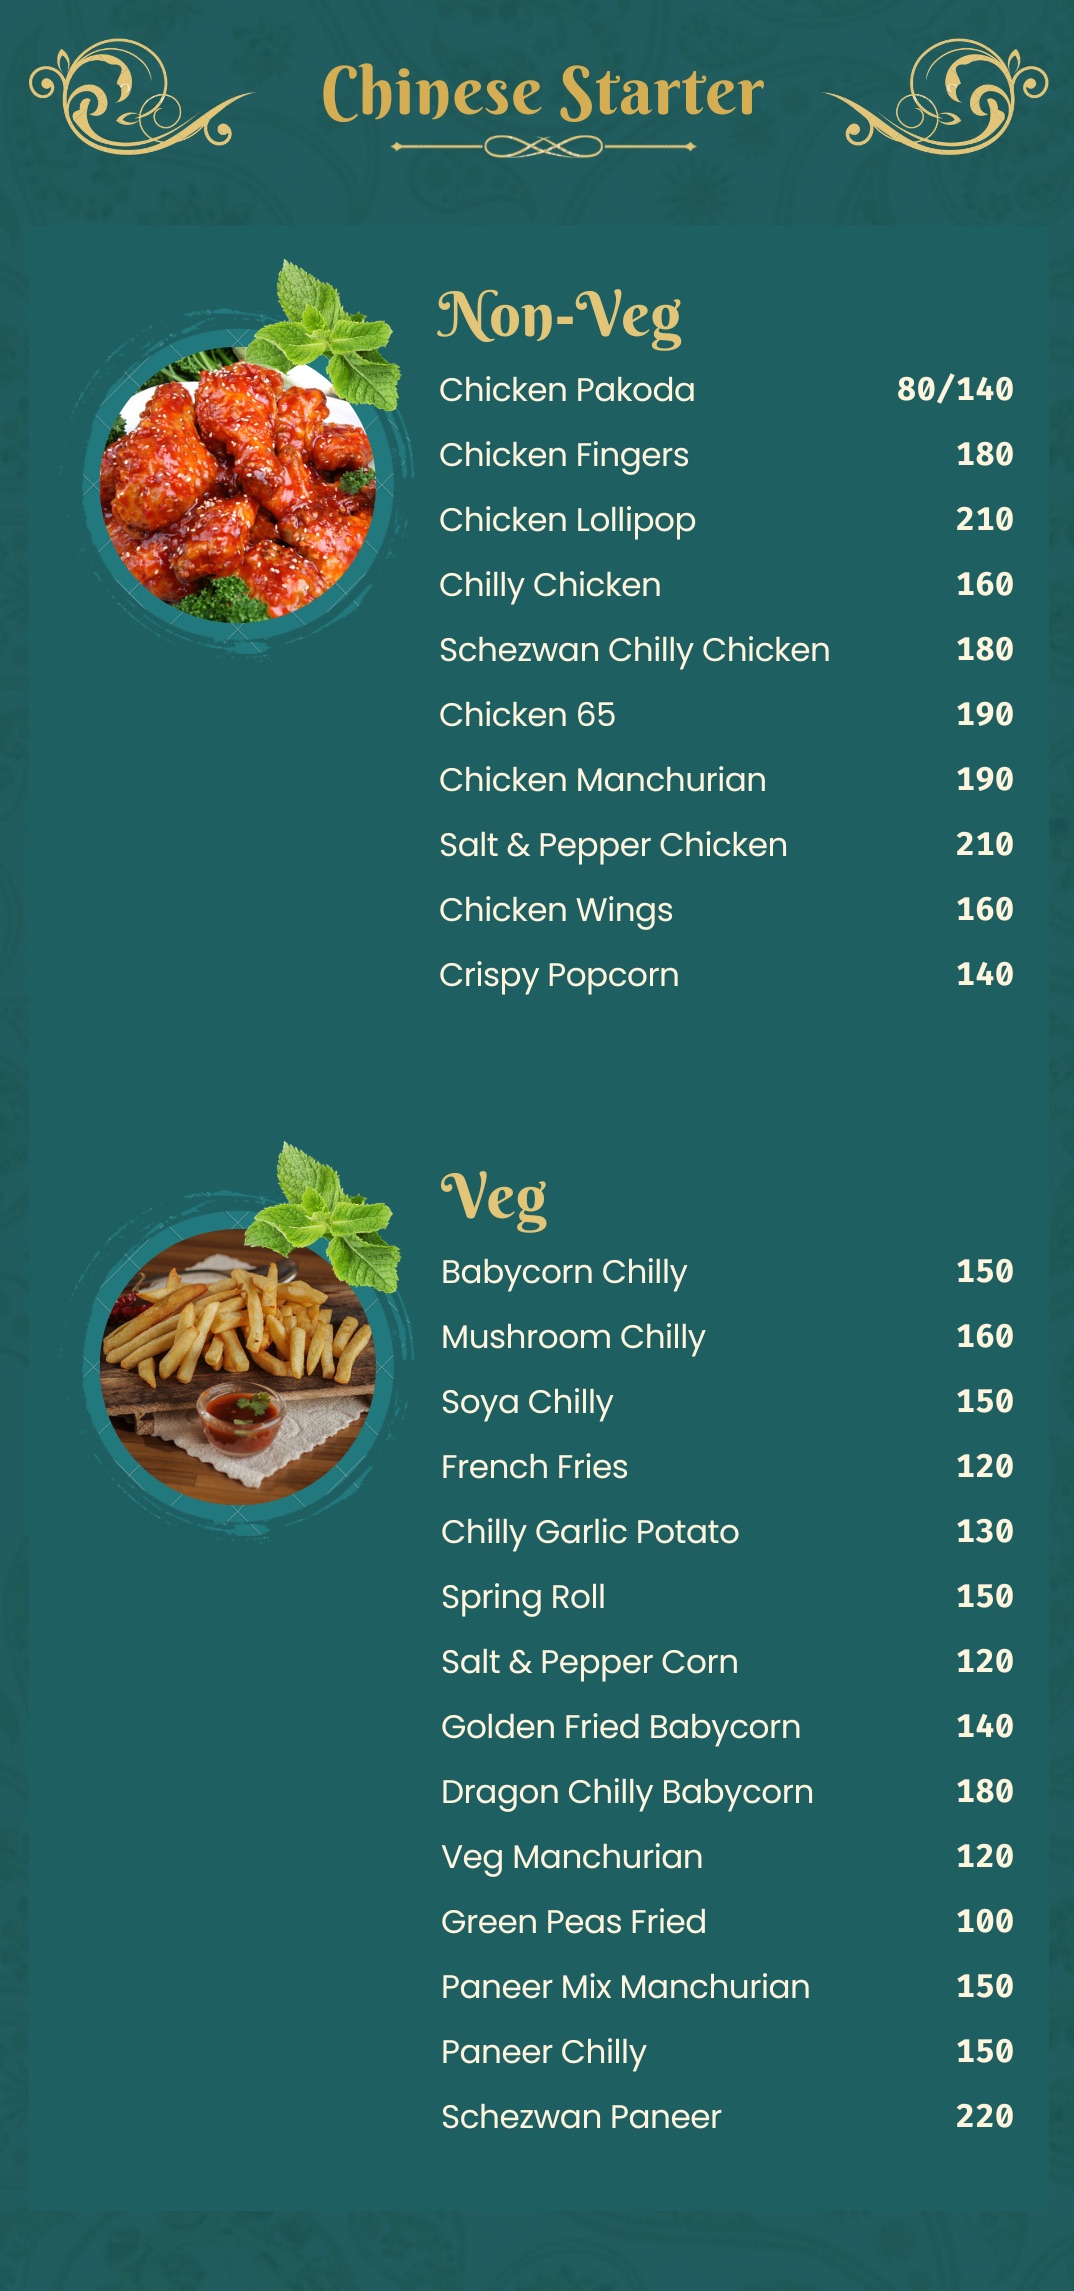 Chinese Starter
Non-Veg
Chicken Pakoda 80/140
Chicken Fingers 180
Chicken Lollipop 210
Chilly Chicken 160
Schezwan Chilly Chicken 180
Chicken 65 190
Chicken Manchurian 190
Salt & Pepper Chicken 210
Chicken Wings 160
Crispy Popcorn 140
Veg
Babycorn Chilly 150
Mushroom Chilly 160
Soya Chilly 150
French Fries 120
Chilly Garlic Potato 130
Spring Roll 150
Salt & Pepper Corn 120
Golden Fried Babycorn 140
Dragon Chilly Babycorn 180
Veg Manchurian 120
Green Peas Fried 100
Paneer Mix Manchurian 150
Paneer Chilly 150
Schezwan Paneer 220